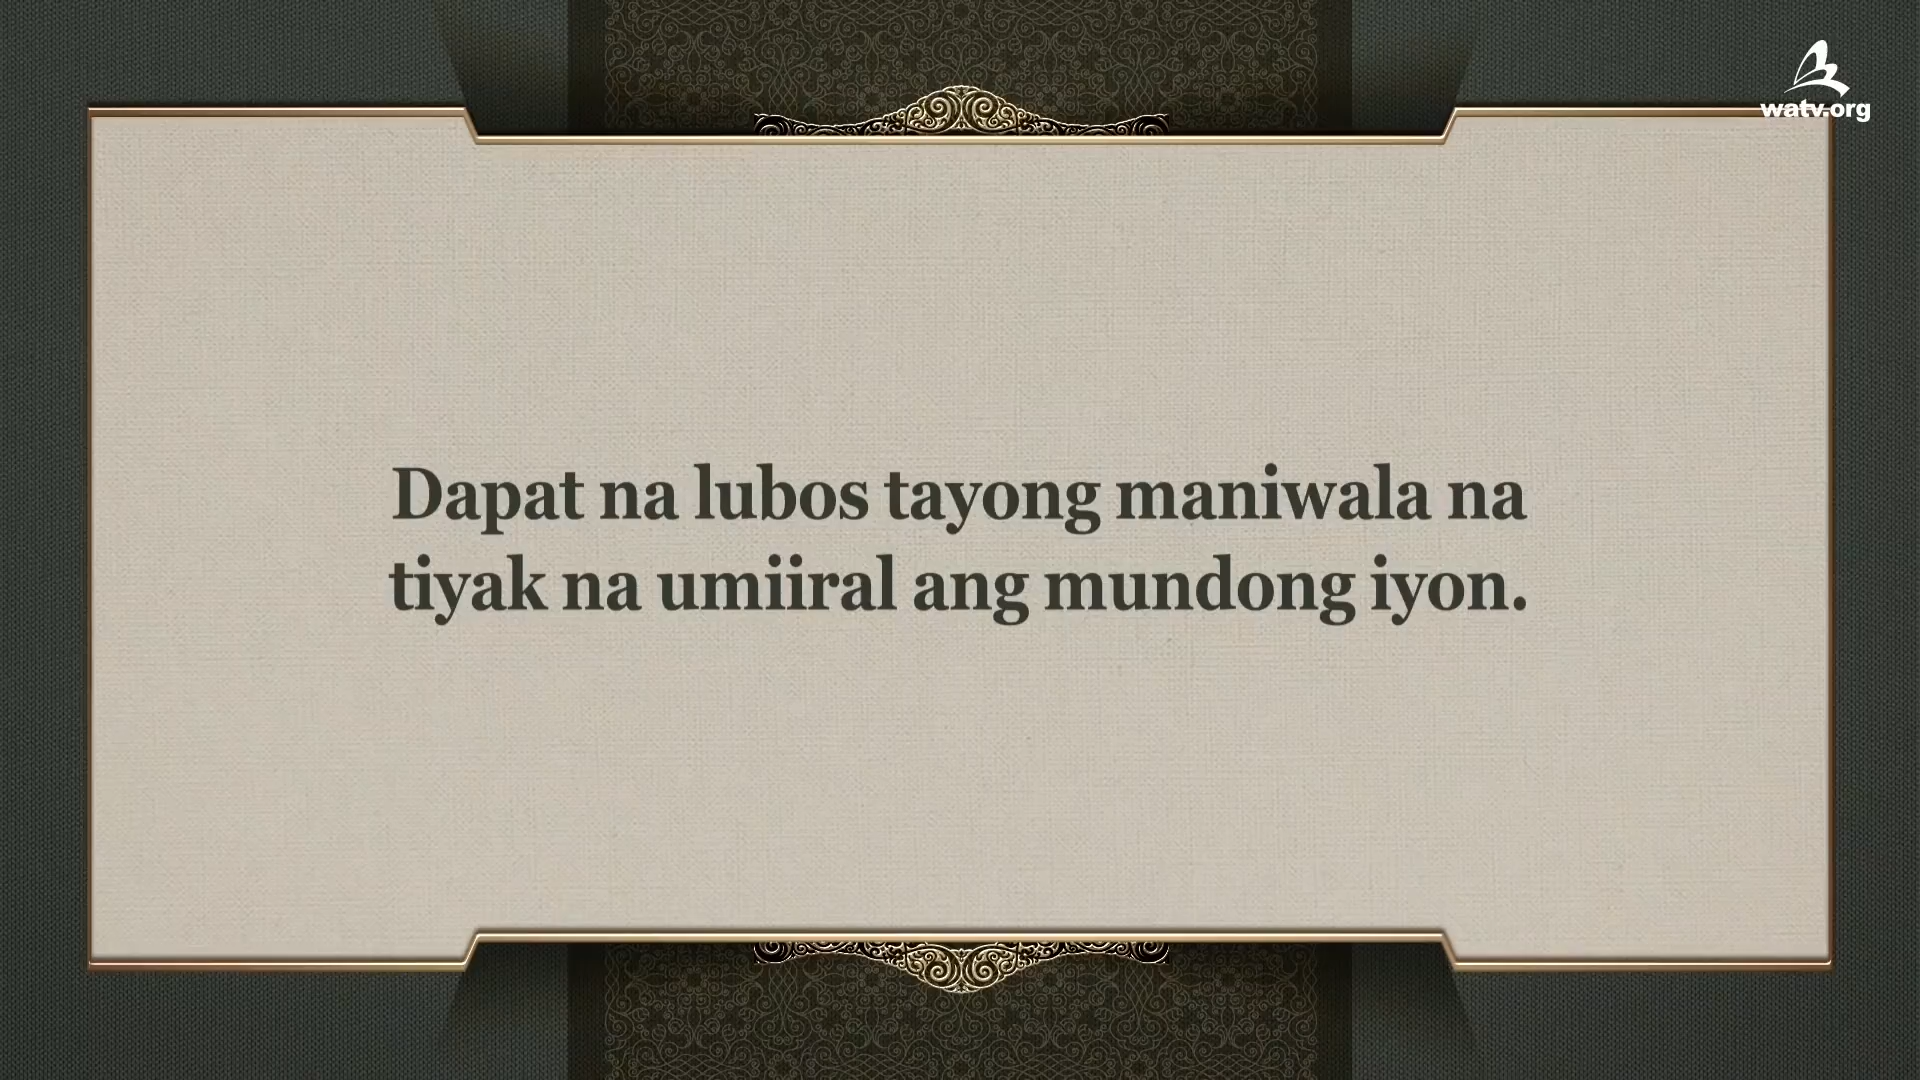 watv.org
Dapat na lubos tayong maniwala na
tiyak na umiiral ang mundong iyon.